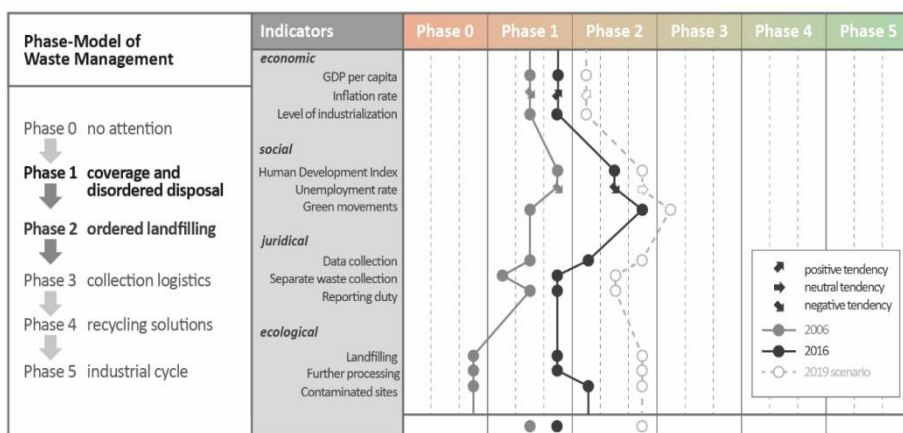 Phase-Model of
Waste Management
Phase 0 no attention
Phase 1 coverage and
disordered disposal
Phase 2 ordered landfilling
Phase 3 collection logistics
Phase 4 recycling solutions
Phase 5 industrial cycle
Indicators
Phase 0
Phase 1
Phase 2
Phase 3
Phase 4
Phase 5
economic
GDP per capita
Inflation rate
Level of industrialization
social
Human Development Index
Unemployment rate
Green movements
juridical
Data collection
Separate waste collection
Reporting duty
ecological
Landfilling
Further processing
Contaminated sites
positive tendency
neutral tendency
negative tendency
2006
2016
2019 scenario